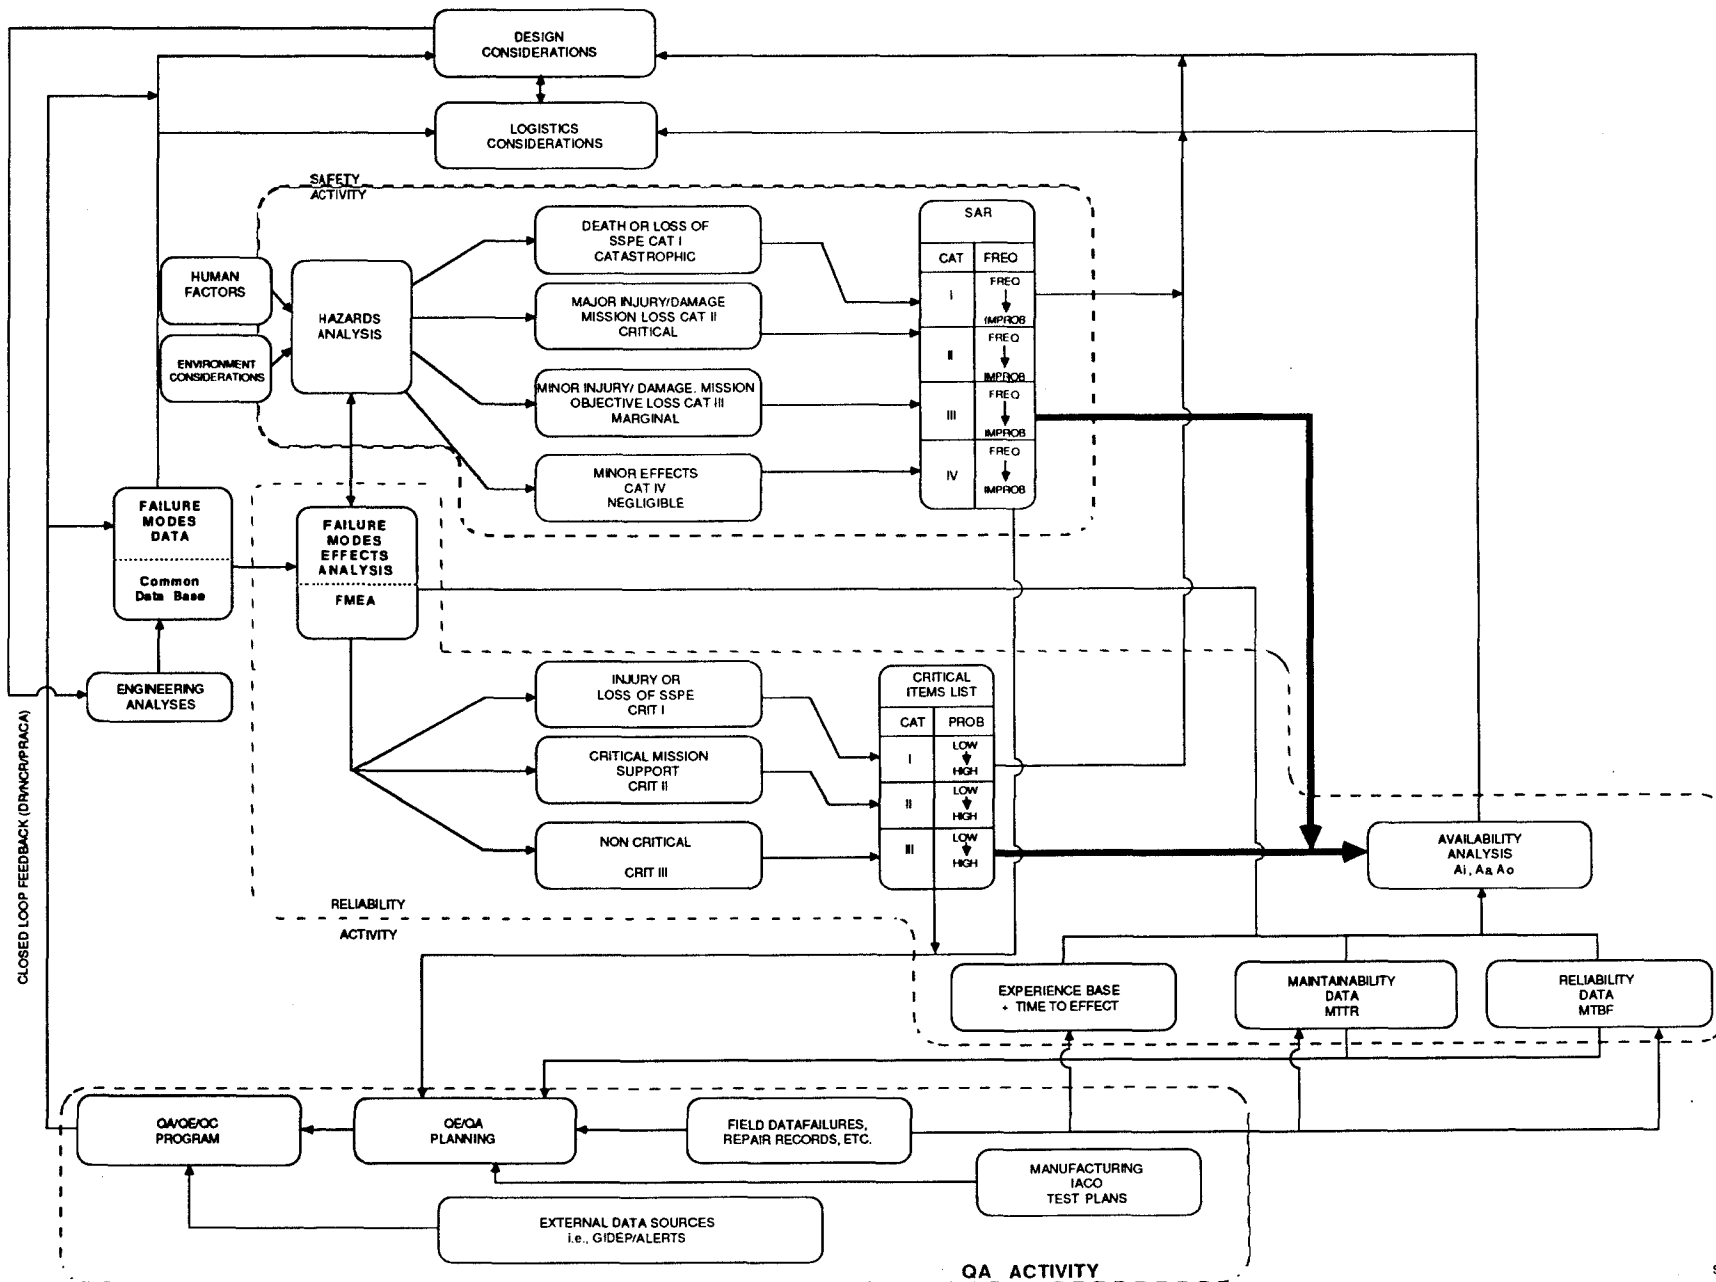 DESIGN
CONSIDERATIONS
LOGISTICS
CONSIDERATIONS
SAFETY
ACTIVITY
HUMAN
FACTORS
ENVIRONMENT
CONSIDERATIONS
HAZARDS
ANALYSIS
DEATH OR LOSS OF
SSPE CAT I
CATASTROPHIC
MAJOR INJURY/DAMAGE
MISSION LOSS CAT II
CRITICAL
MINOR INJURY/ DAMAGE. MISSION
OBJECTIVE LOSS CAT III
MARGINAL
MINOR EFFECTS
CAT IV
NEGLIGIBLE
SAR
CAT FREQ
I FREQ
IMPROB
II FREQ
IMPROB
III FREQ
IMPROB
IV FREQ
IMPROB
FAILURE
MODES
DATA
Common
Data Base
FAILURE
MODES
EFFECTS
ANALYSIS
FMEA
ENGINEERING
ANALYSES
INJURY OR
LOSS OF SSPE
CRIT I
CRITICAL MISSION
SUPPORT
CRIT II
NON CRITICAL
CRIT III
CRITICAL
ITEMS LIST
CAT PROB
I LOW
HIGH
II LOW
HIGH
III LOW
HIGH
CLOSED LOOP FEEDBACK (DR/NCR/PRACA)
AVAILABILITY
ANALYSIS
Ai, Aa Ao
RELIABILITY
ACTIVITY
EXPERIENCE BASE
+ TIME TO EFFECT
MAINTAINABILITY
DATA
MTTR
RELIABILITY
DATA
MTBF
QA/QE/QC
PROGRAM
QE/QA
PLANNING
FIELD DATAFAILURES,
REPAIR RECORDS, ETC.
MANUFACTURING
IACO
TEST PLANS
EXTERNAL DATA SOURCES
i.e., GIDEP/ALERTS
QA ACTIVITY